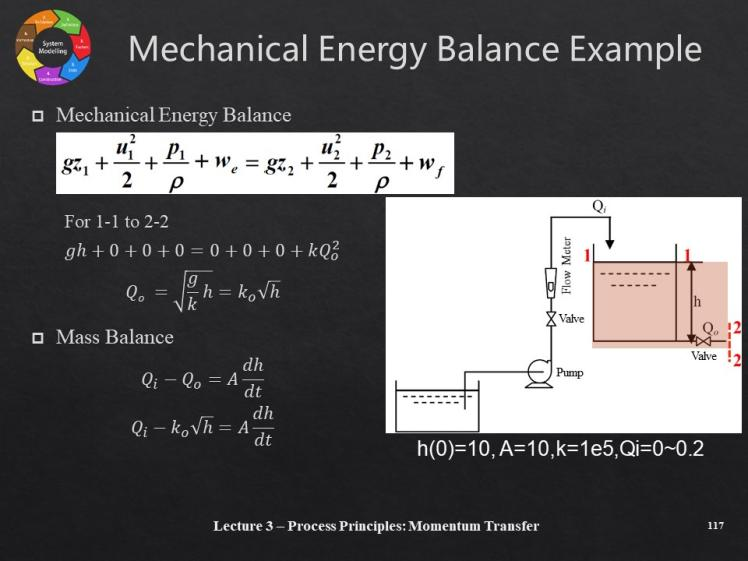 System
Modelling
Mechanical Energy Balance Example
Mechanical Energy Balance
gz₁ + u₁²/2 + p₁/ρ + wₑ = gz₂ + u₂²/2 + p₂/ρ + w_f
For 1-1 to 2-2
gh + 0 + 0 + 0 = 0 + 0 + 0 + kQₒ²
Qₒ = √(g/k h) = kₒ√h
Mass Balance
Qᵢ − Qₒ = A dh/dt
Qᵢ − kₒ√h = A dh/dt
Qᵢ
1 1
Flow Meter
h
Valve
Qₒ 2
Valve 2
Pump
h(0)=10, A=10,k=1e5,Qi=0~0.2
Lecture 3 – Process Principles: Momentum Transfer
117